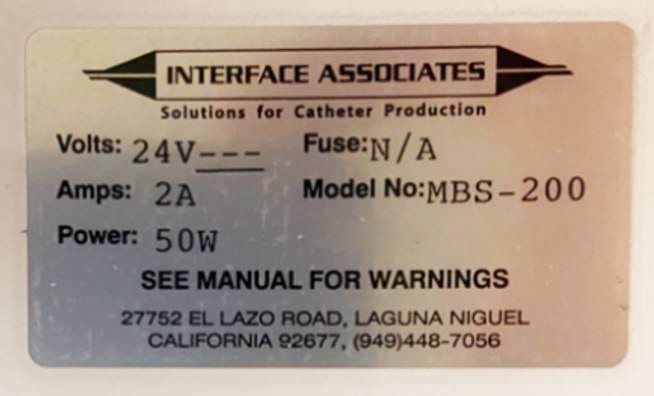 INTERFACE ASSOCIATES
Solutions for Catheter Production
Volts: 24V--- Fuse: N/A
Amps: 2A Model No: MBS-200
Power: 50W
SEE MANUAL FOR WARNINGS
27752 EL LAZO ROAD, LAGUNA NIGUEL
CALIFORNIA 92677, (949)448-7056